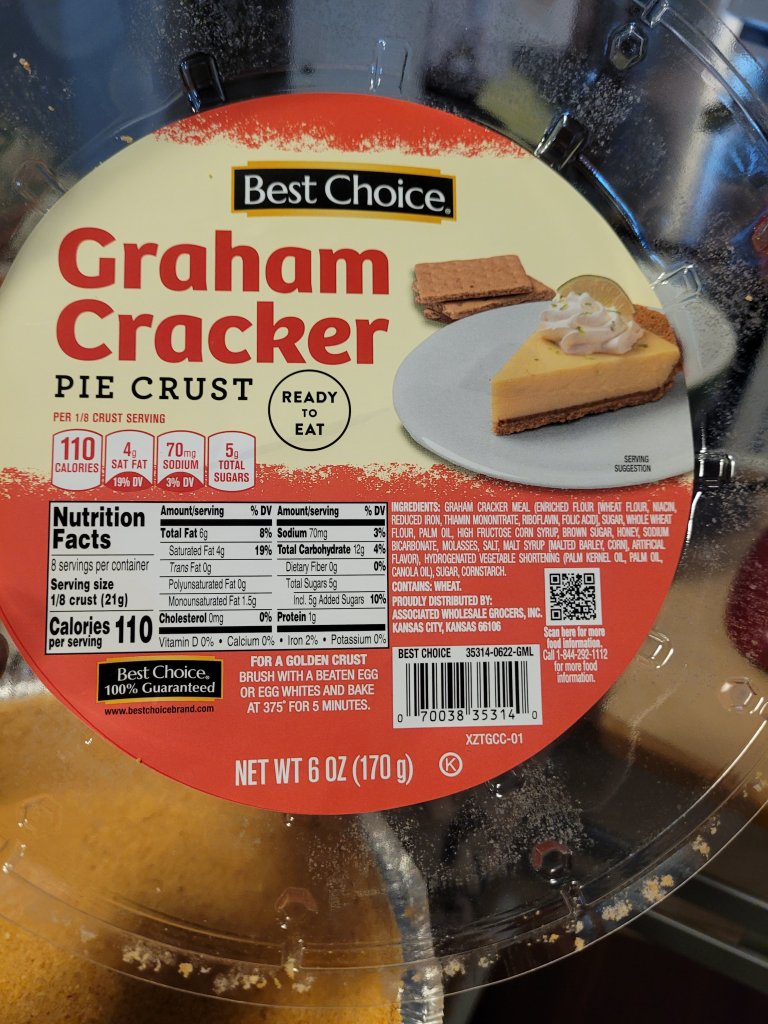 Best Choice®
Graham
Cracker
PIE CRUST
READY
TO
EAT
PER 1/8 CRUST SERVING
110
CALORIES
4g
SAT FAT
19% DV
70mg
SODIUM
3% DV
5g
TOTAL
SUGARS
SERVING
SUGGESTION
Nutrition
Facts
8 servings per container
Serving size
1/8 crust (21g)
Calories
per serving 110
Amount/serving % DV
Total Fat 6g 8%
Saturated Fat 4g 19%
Trans Fat 0g
Polyunsaturated Fat 0g
Monounsaturated Fat 1.5g
Cholesterol 0mg 0%
Amount/serving % DV
Sodium 70mg 3%
Total Carbohydrate 12g 4%
Dietary Fiber 0g 0%
Total Sugars 5g
Incl. 5g Added Sugars 10%
Protein 1g
Vitamin D 0% • Calcium 0% • Iron 2% • Potassium 0%
INGREDIENTS: GRAHAM CRACKER MEAL (ENRICHED FLOUR [WHEAT FLOUR, NIACIN,
REDUCED IRON, THIAMIN MONONITRATE, RIBOFLAVIN, FOLIC ACID], SUGAR, WHOLE WHEAT
FLOUR, PALM OIL, HIGH FRUCTOSE CORN SYRUP, BROWN SUGAR, HONEY, SODIUM
BICARBONATE, MOLASSES, SALT, MALT SYRUP [MALTED BARLEY, CORN], ARTIFICIAL
FLAVOR), HYDROGENATED VEGETABLE SHORTENING (PALM KERNEL OIL, PALM OIL,
CANOLA OIL), SUGAR, CORNSTARCH.
CONTAINS: WHEAT.
PROUDLY DISTRIBUTED BY:
ASSOCIATED WHOLESALE GROCERS, INC.
KANSAS CITY, KANSAS 66106
Scan here for more
food information.
Call 1-844-292-1112
for more food
information.
Best Choice®
100% Guaranteed
www.bestchoicebrand.com
FOR A GOLDEN CRUST
BRUSH WITH A BEATEN EGG
OR EGG WHITES AND BAKE
AT 375° FOR 5 MINUTES.
BEST CHOICE 35314-0622-GML
0 70038 35314 0
XZTGCC-01
NET WT 6 OZ (170 g)
K